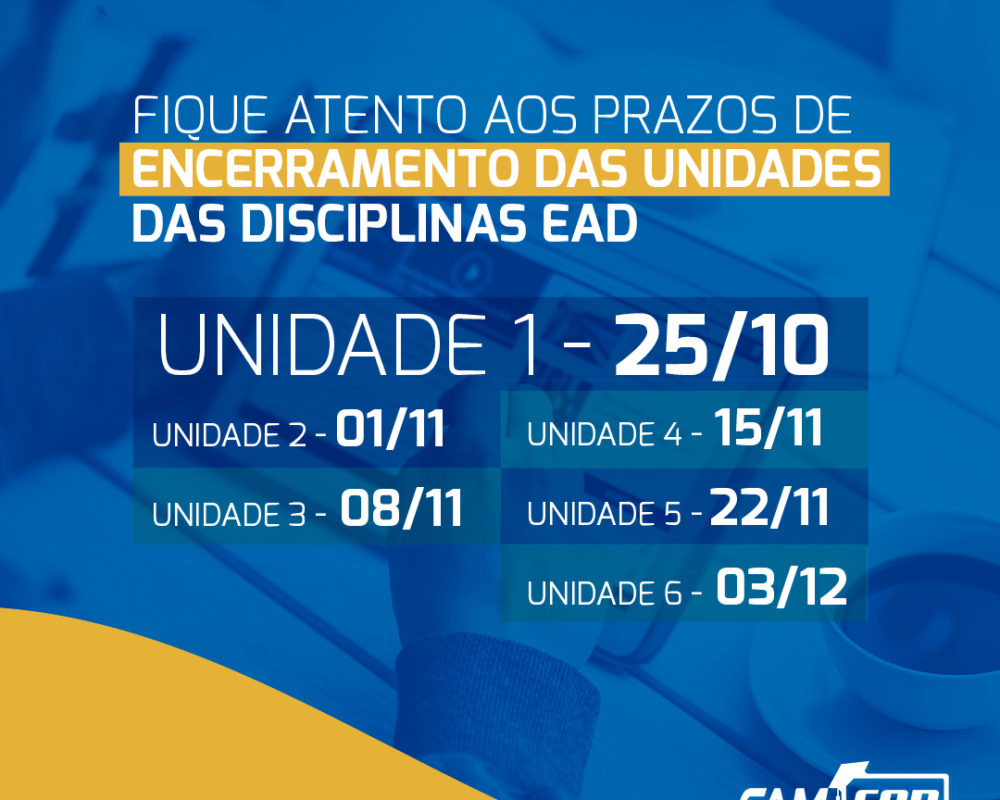 FIQUE ATENTO AOS PRAZOS DE
ENCERRAMENTO DAS UNIDADES
DAS DISCIPLINAS EAD
UNIDADE 1 - 25/10
UNIDADE 2 - 01/11
UNIDADE 3 - 08/11
UNIDADE 4 - 15/11
UNIDADE 5 - 22/11
UNIDADE 6 - 03/12